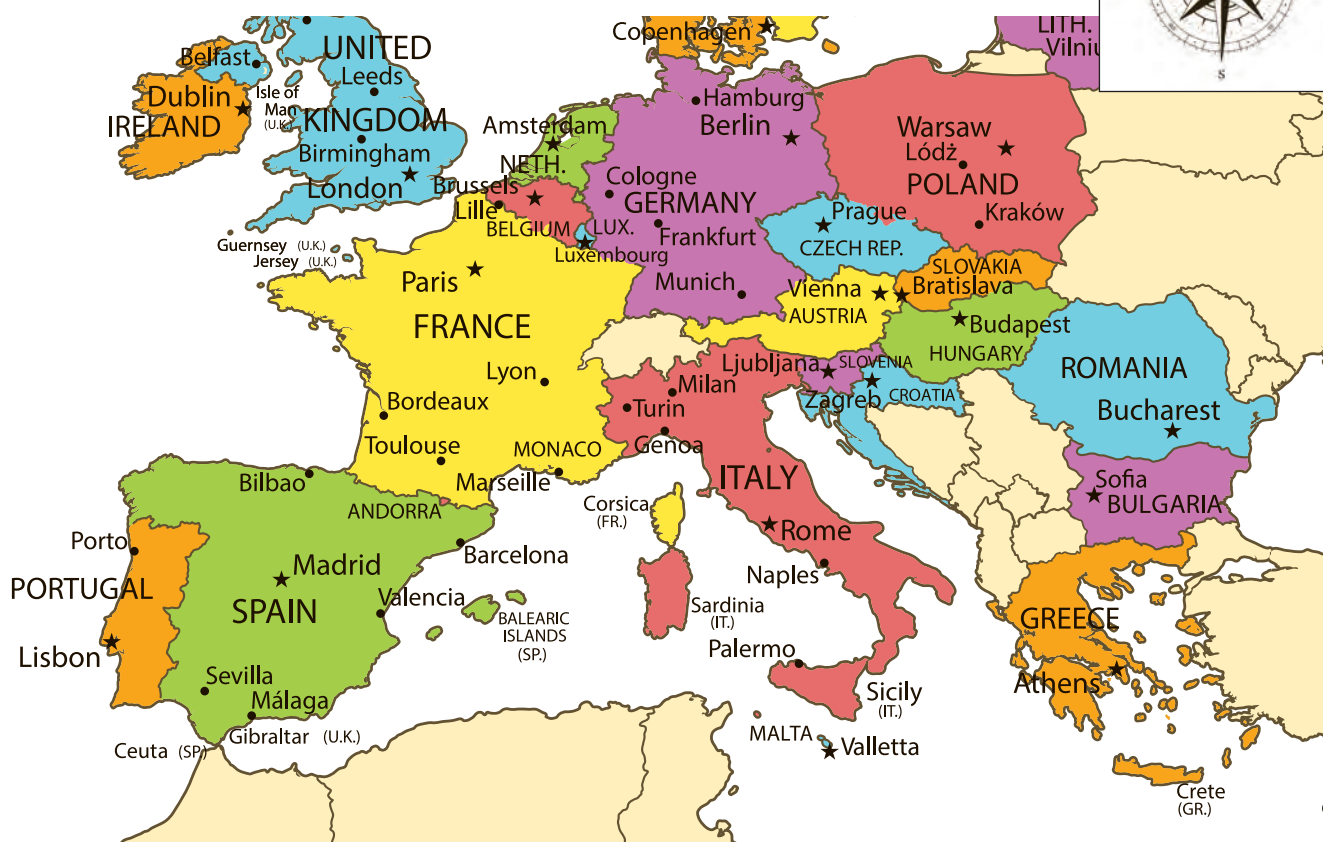 Copenhagen
LITH.
Vilniu
S
UNITED
KINGDOM
Belfast
Leeds
Isle of
Man
(U.K.)
Dublin
IRELAND
Birmingham
London
Guernsey (U.K.)
Jersey (U.K.)
Amsterdam
NETH.
Brussels
BELGIUM
Lille
LUX.
Luxembourg
Hamburg
Berlin
Cologne
GERMANY
Frankfurt
Munich
Warsaw
Lódż
POLAND
Kraków
Prague
CZECH REP.
SLOVAKIA
Bratislava
Vienna
AUSTRIA
Budapest
HUNGARY
Paris
FRANCE
Lyon
Bordeaux
Toulouse
MONACO
Marseille
Corsica
(FR.)
Ljubljana
SLOVENIA
Zagreb
CROATIA
ROMANIA
Bucharest
Sofia
BULGARIA
Milan
Turin
Genoa
ITALY
Rome
Naples
Sardinia
(IT.)
Palermo
Sicily
(IT.)
MALTA
Valletta
Bilbao
ANDORRA
Porto
PORTUGAL
Lisbon
Madrid
SPAIN
Barcelona
Valencia
BALEARIC
ISLANDS
(SP.)
Sevilla
Málaga
Gibraltar (U.K.)
Ceuta (SP)
GREECE
Athens
Crete
(GR.)